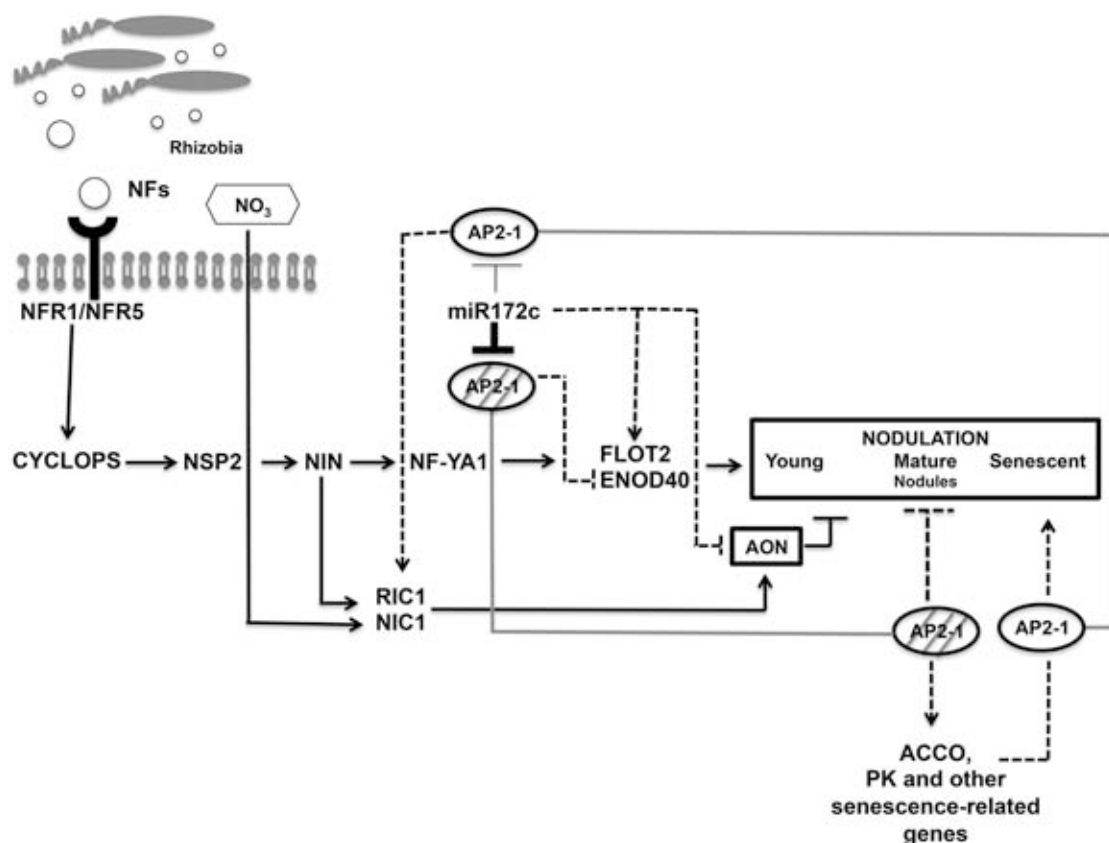 Rhizobia
NFs
NO3
NFR1/NFR5
AP2-1
miR172c
AP2-1
CYCLOPS
NSP2
NIN
NF-YA1
FLOT2
ENOD40
NODULATION
Young
Mature
Senescent
Nodules
AON
RIC1
NIC1
AP2-1
AP2-1
ACCO,
PK and other
senescence-related
genes